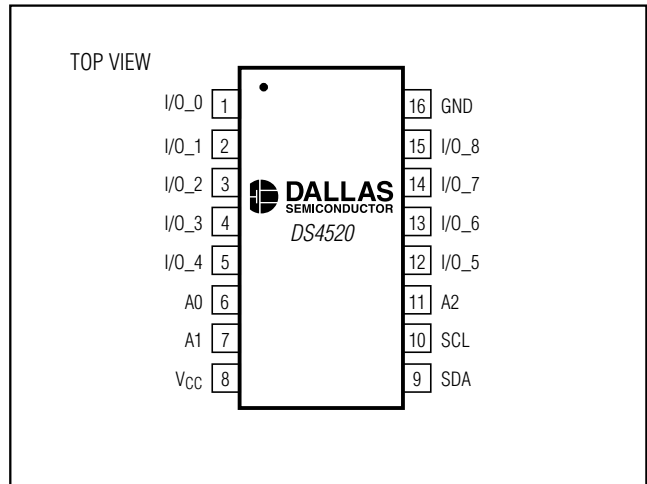 TOP VIEW
I/O_0 1
I/O_1 2
I/O_2 3
I/O_3 4
I/O_4 5
A0 6
A1 7
VCC 8
DALLAS
SEMICONDUCTOR
DS4520
16 GND
15 I/O_8
14 I/O_7
13 I/O_6
12 I/O_5
11 A2
10 SCL
9 SDA